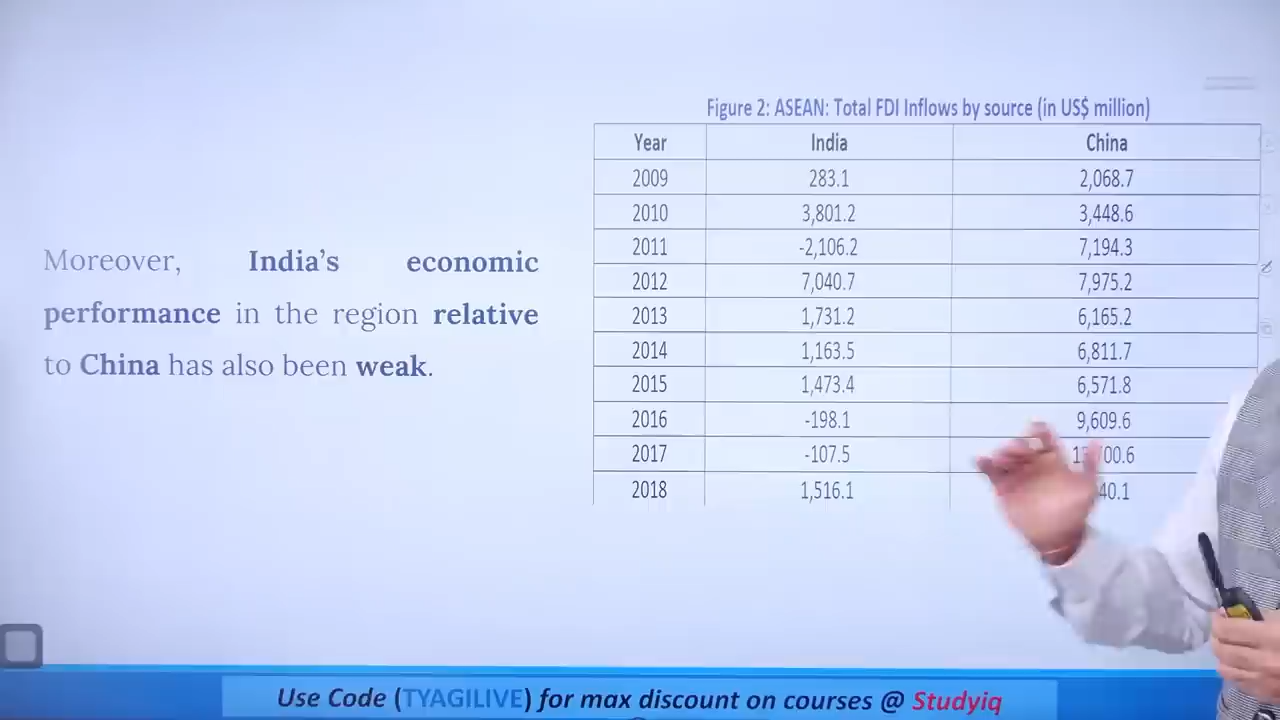 Figure 2: ASEAN: Total FDI Inflows by source (in US$ million)
Year India China
2009 283.1 2,068.7
2010 3,801.2 3,448.6
2011 -2,106.2 7,194.3
2012 7,040.7 7,975.2
2013 1,731.2 6,165.2
2014 1,163.5 6,811.7
2015 1,473.4 6,571.8
2016 -198.1 9,609.6
2017 -107.5
2018 1,516.1
Moreover, India’s economic
performance in the region relative
to China has also been weak.
Use Code (TYAGILIVE) for max discount on courses @ Studyiq